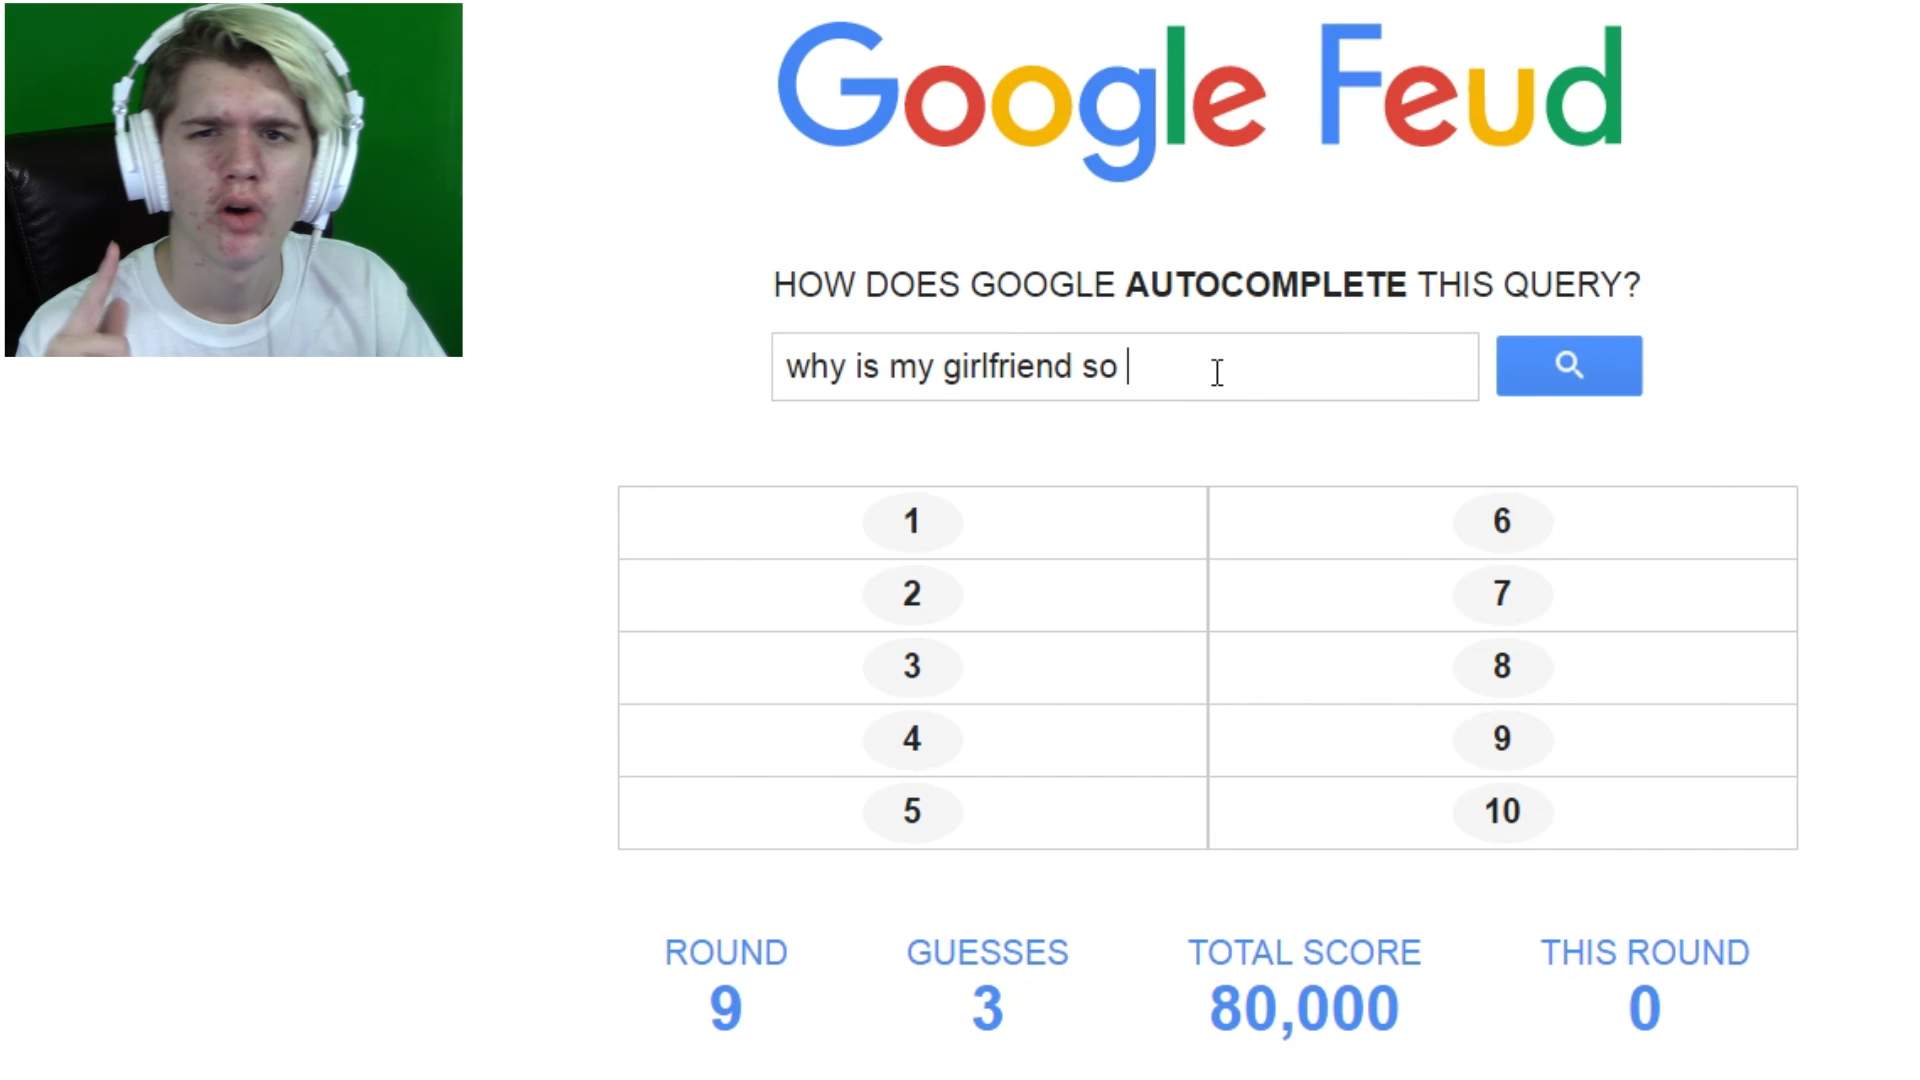 Google Feud
HOW DOES GOOGLE AUTOCOMPLETE THIS QUERY?
why is my girlfriend so
1 6
2 7
3 8
4 9
5 10
ROUND GUESSES TOTAL SCORE THIS ROUND
9 3 80,000 0